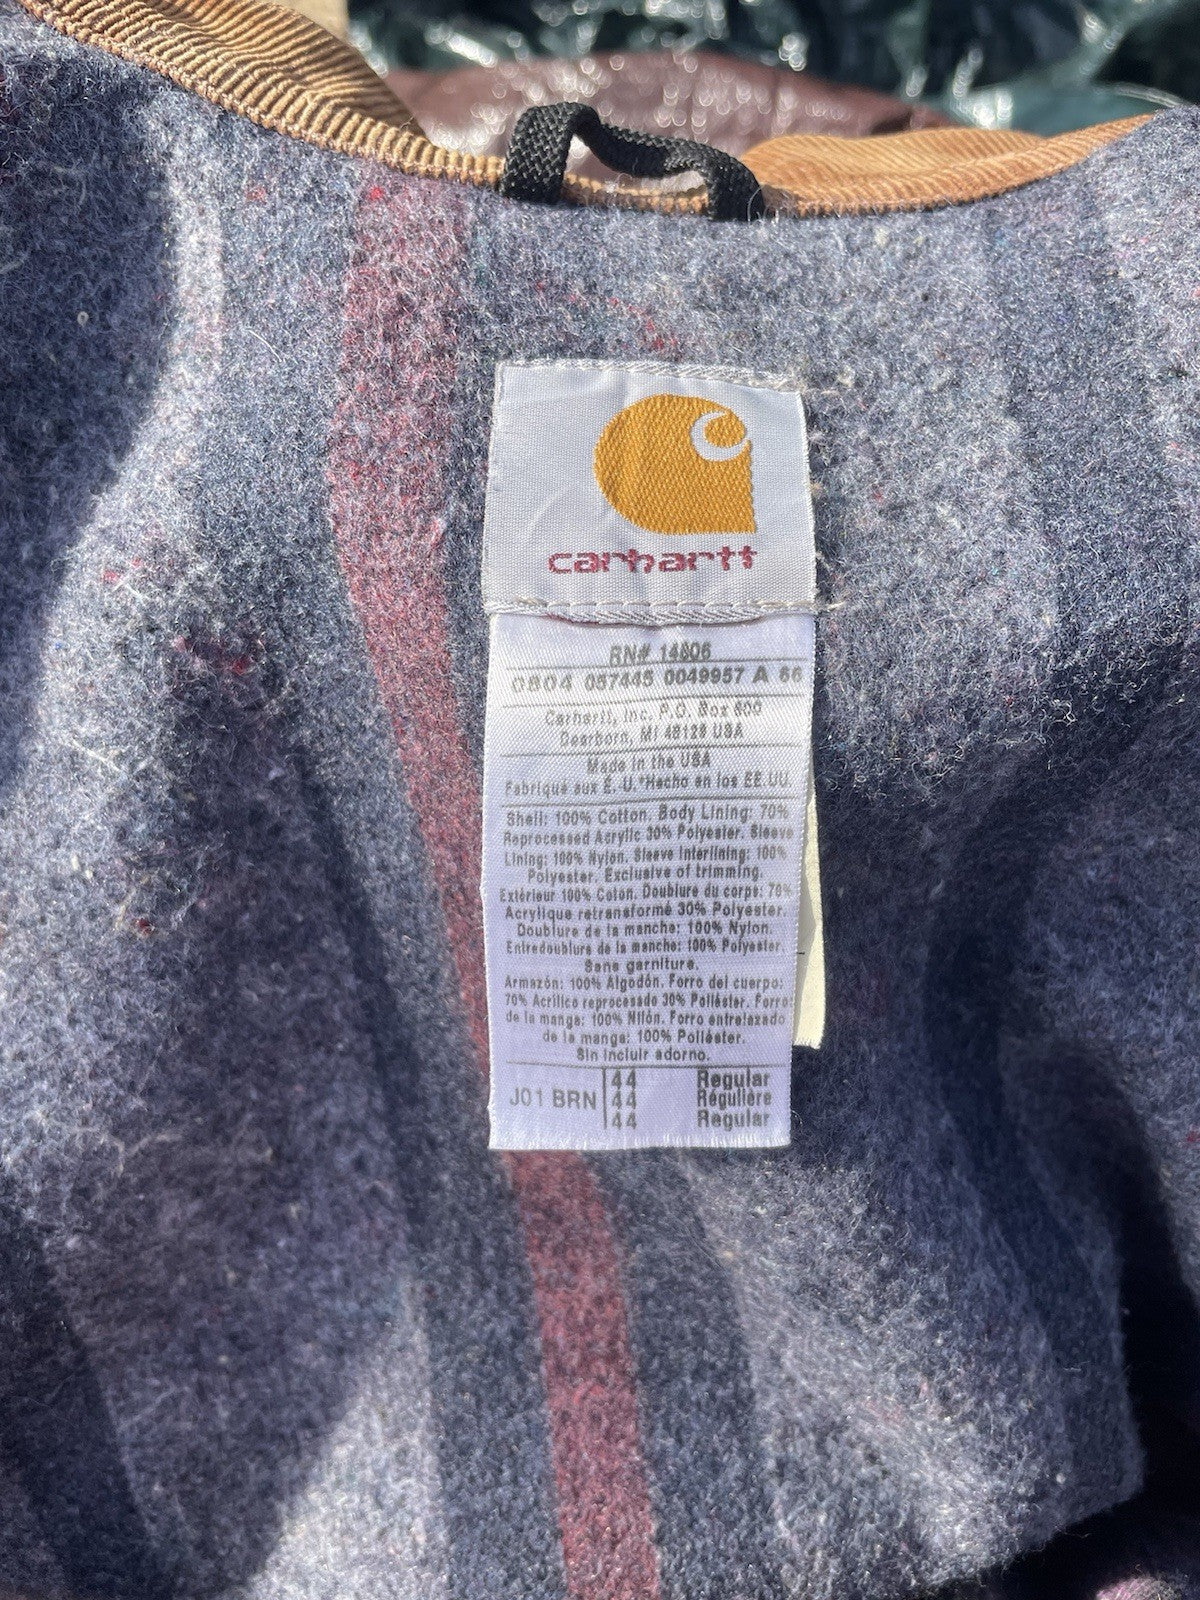 carhartt
RN# 14806
0804 057445 0049957 A 66
Carhartt, Inc. P.O. Box 600
Dearborn, MI 48128 USA
Made in the USA
Fabriqué aux É.-U.*Hecho en los EE.UU.
Shell: 100% Cotton. Body Lining: 70%
Reprocessed Acrylic 30% Polyester. Sleeve
Lining: 100% Nylon. Sleeve Interlining: 100%
Polyester. Exclusive of trimming.
Extérieur 100% Coton. Doublure du corps: 70%
Acrylique retransformé 30% Polyester.
Doublure de la manche: 100% Nylon.
Entredoublure de la manche: 100% Polyester.
Sans garniture.
Armazón: 100% Algodón. Forro del cuerpo:
70% Acrílico reprocesado 30% Poliéster. Forro
de la manga: 100% Nilón. Forro entrelazado
de la manga: 100% Poliéster.
Sin incluir adorno.
J01 BRN
44 Regular
44 Régulière
44 Regular